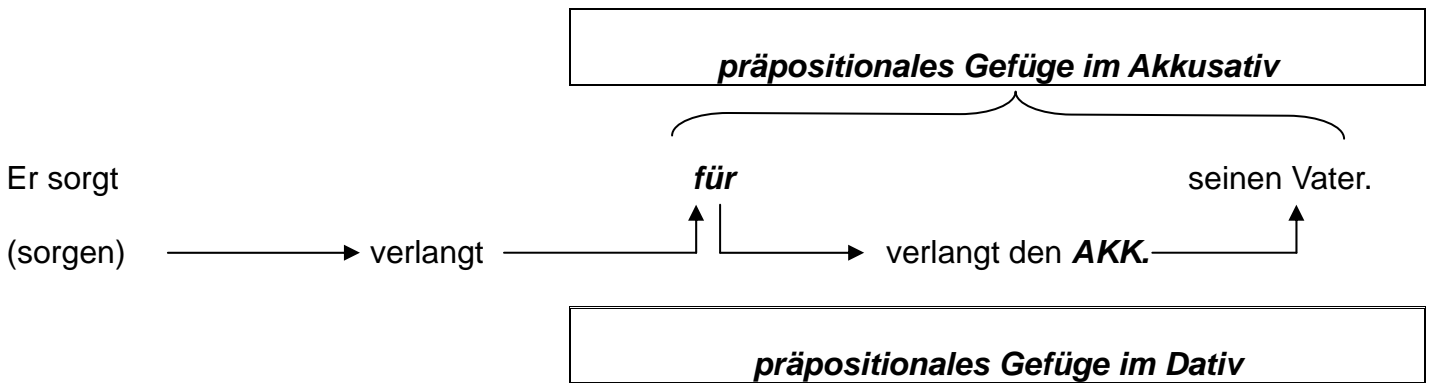 präpositionales Gefüge im Akkusativ
Er sorgt für seinen Vater.
(sorgen) verlangt verlangt den AKK.
präpositionales Gefüge im Dativ